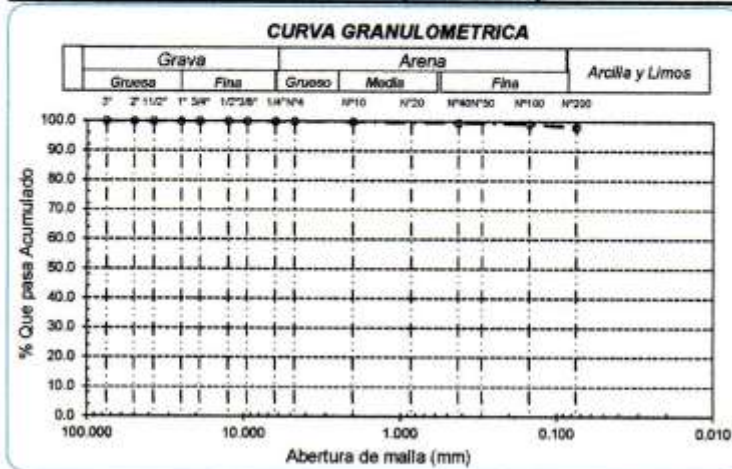 CURVA GRANULOMETRICA
Grava Arena Arcilla y Limos
Gruesa Fina Grueso Media Fina
3" 2" 11/2" 1" 3/4" 1/2" 3/8" 1/4" Nº4 Nº10 Nº20 Nº40 Nº50 Nº100 Nº200
100.0
90.0
80.0
70.0
60.0
50.0
40.0
30.0
20.0
10.0
0.0
% Que pasa Acumulado
100.000 10.000 1.000 0.100 0.010
Abertura de malla (mm)